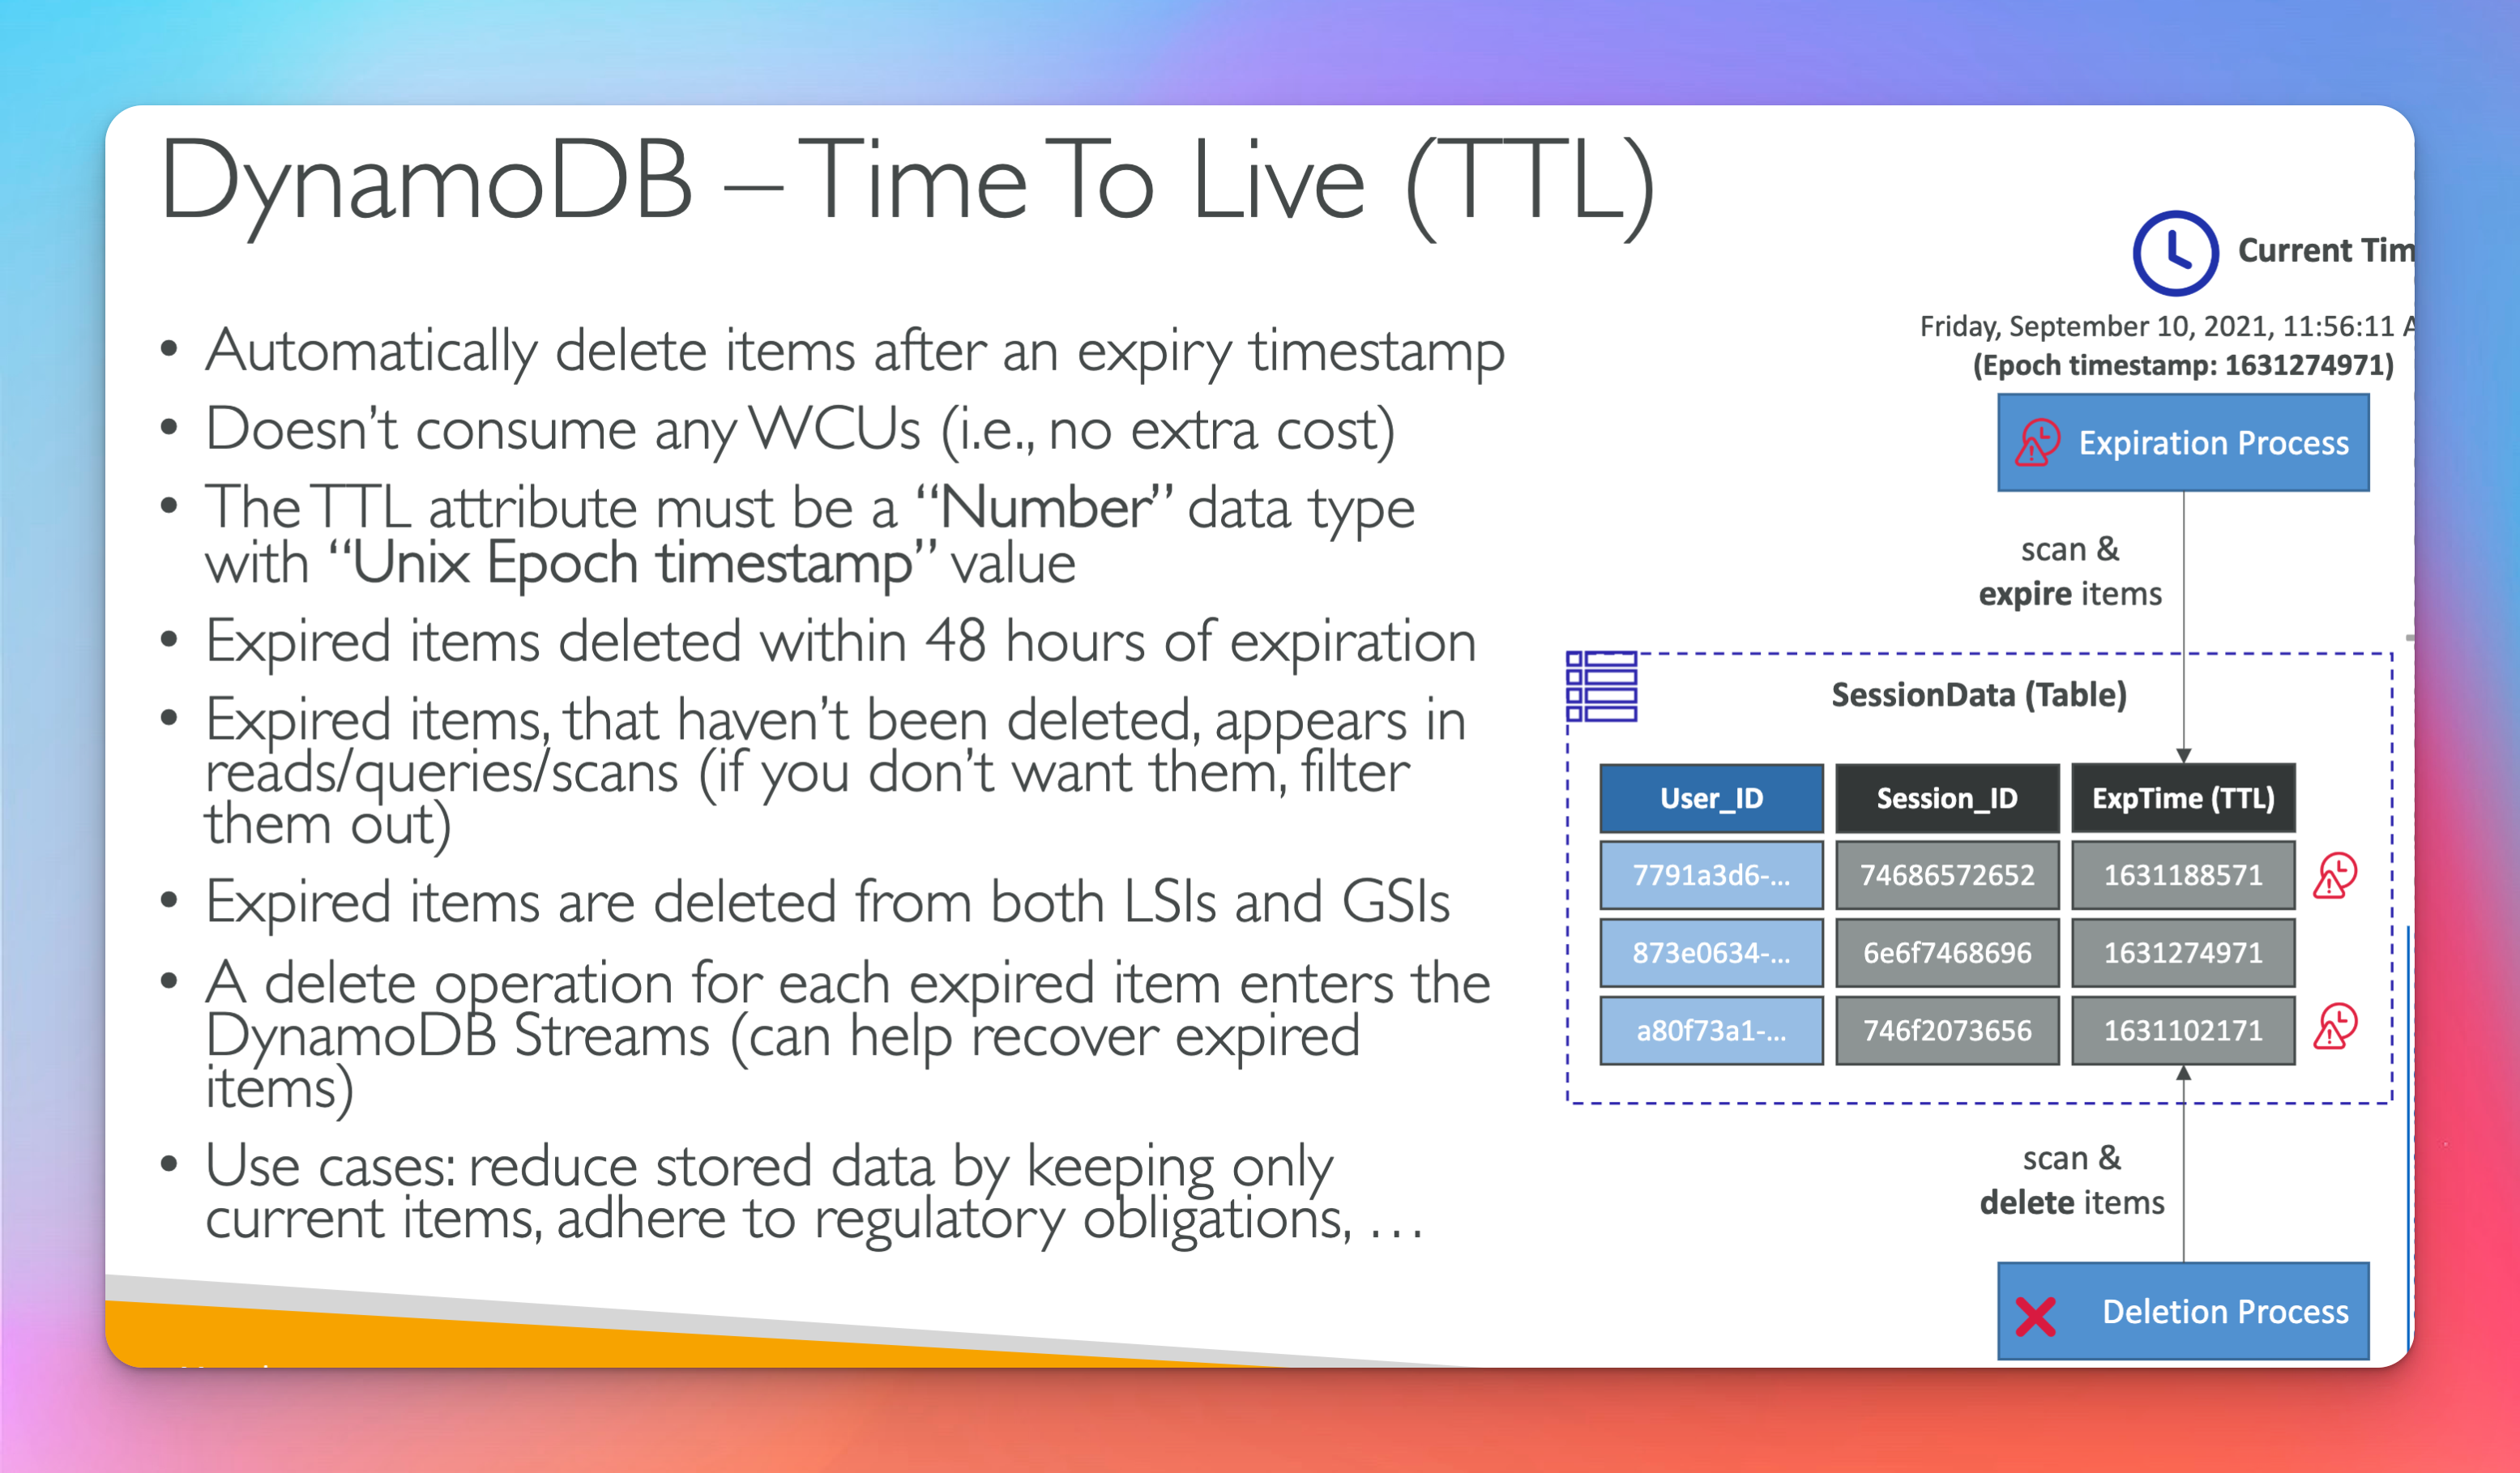 DynamoDB – Time To Live (TTL)
• Automatically delete items after an expiry timestamp
• Doesn’t consume any WCUs (i.e., no extra cost)
• The TTL attribute must be a “Number” data type
with “Unix Epoch timestamp” value
• Expired items deleted within 48 hours of expiration
• Expired items, that haven’t been deleted, appears in
reads/queries/scans (if you don’t want them, filter
them out)
• Expired items are deleted from both LSIs and GSIs
• A delete operation for each expired item enters the
DynamoDB Streams (can help recover expired
items)
• Use cases: reduce stored data by keeping only
current items, adhere to regulatory obligations, …
Current Tim
Friday, September 10, 2021, 11:56:11 A
(Epoch timestamp: 1631274971)
Expiration Process
scan &
expire items
SessionData (Table)
User_ID Session_ID ExpTime (TTL)
7791a3d6-... 74686572652 1631188571
873e0634-... 6e6f7468696 1631274971
a80f73a1-... 746f2073656 1631102171
scan &
delete items
Deletion Process